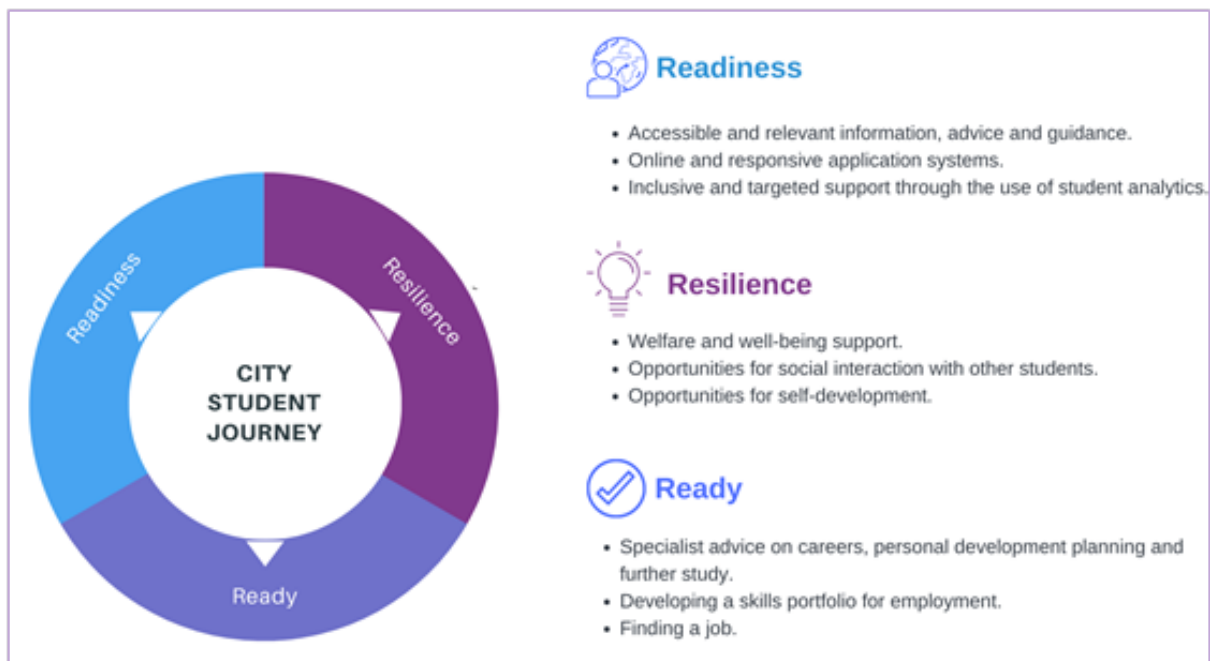 Readiness
Resilience
Ready
CITY
STUDENT
JOURNEY
Readiness
• Accessible and relevant information, advice and guidance.
• Online and responsive application systems.
• Inclusive and targeted support through the use of student analytics.
Resilience
• Welfare and well-being support.
• Opportunities for social interaction with other students.
• Opportunities for self-development.
Ready
• Specialist advice on careers, personal development planning and
further study.
• Developing a skills portfolio for employment.
• Finding a job.